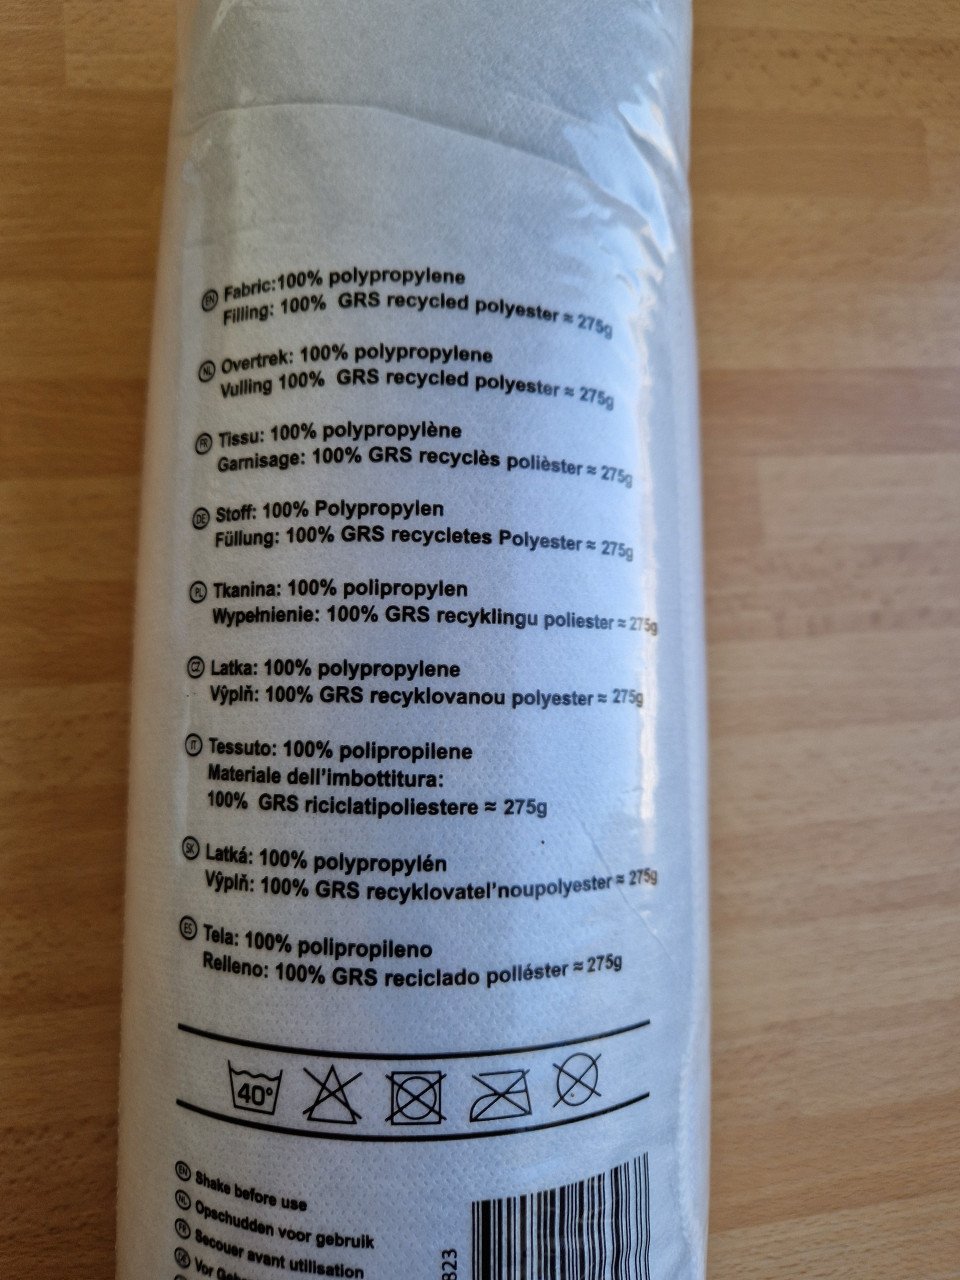 EN Fabric:100% polypropylene
Filling: 100% GRS recycled polyester ≈ 275g
NL Overtrek: 100% polypropylene
Vulling 100% GRS recycled polyester ≈ 275g
FR Tissu: 100% polypropylène
Garnisage: 100% GRS recyclès polièster ≈ 275g
DE Stoff: 100% Polypropylen
Füllung: 100% GRS recycletes Polyester ≈ 275g
PL Tkanina: 100% polipropylen
Wypełnienie: 100% GRS recyklingu poliester ≈ 275g
CZ Latka: 100% polypropylene
Výplň: 100% GRS recyklovanou polyester ≈ 275g
IT Tessuto: 100% polipropilene
Materiale dell'imbottitura:
100% GRS riciclatipoliestere ≈ 275g
SK Latká: 100% polypropylén
Výplň: 100% GRS recyklovatel'noupolyester ≈ 275g
ES Tela: 100% polipropileno
Relleno: 100% GRS reciclado poliéster ≈ 275g
40°
EN Shake before use
NL Opschudden voor gebruik
FR Secouer avant utilisation
DE Vor
823